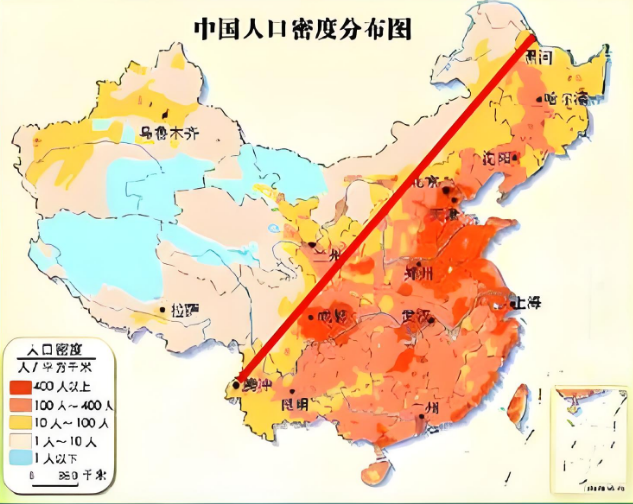 中国人口密度分布图
黑河
哈尔滨
沈阳
乌鲁木齐
北京
天津
兰州
郑州
上海
拉萨
成都
武汉
腾冲
昆明
州
人口密度
人/平方千米
400人以上
100人～400人
10人～100人
1人～10人
1人以下
0
千米